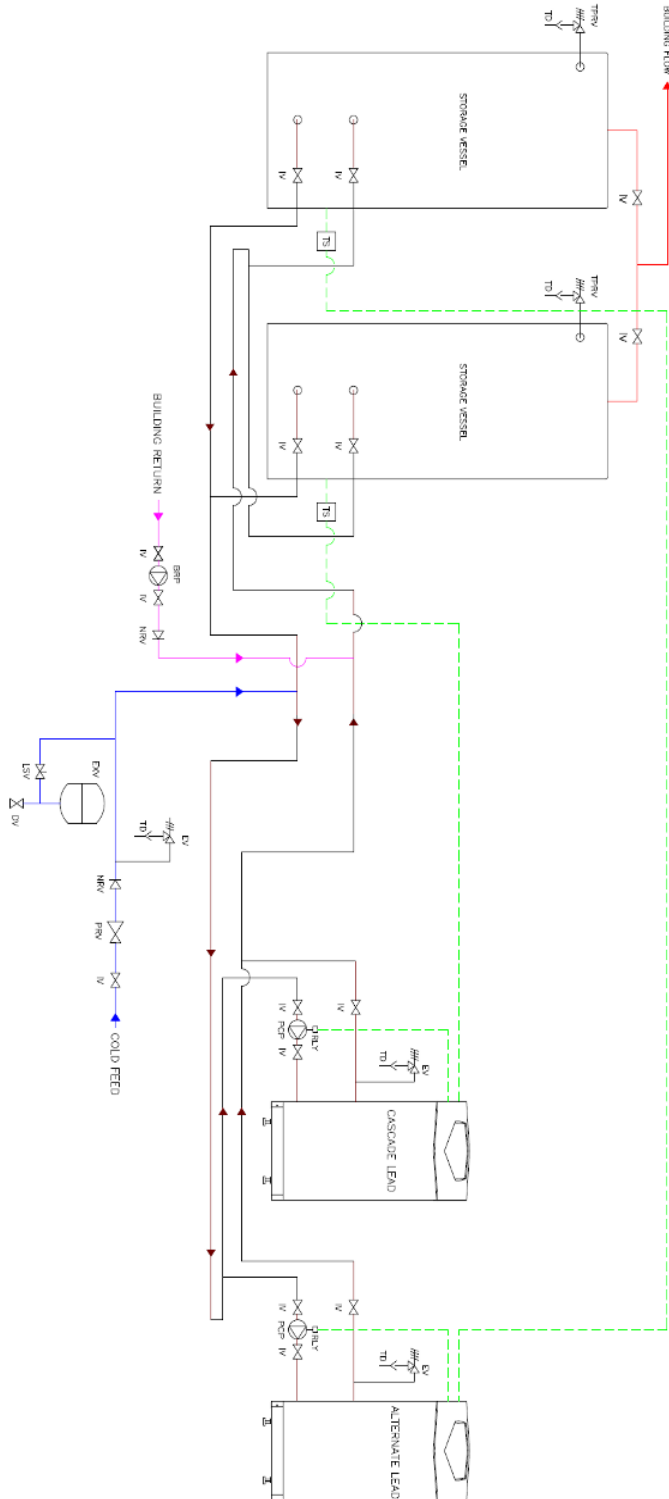 BUILDING FLOW
TPRV
TD
STORAGE VESSEL
IV
IV
IV
TS
TPRV
TD
IV
STORAGE VESSEL
IV
IV
TS
BUILDING RETURN
IV
BRP
IV
NRV
EXV
LSV
DV
EV
TD
NRV
PRV
IV
COLD FEED
IV
IV
PCP
RLY
IV
EV
TD
CASCADE LEAD
IV
IV
PCP
RLY
IV
EV
TD
ALTERNATE LEAD